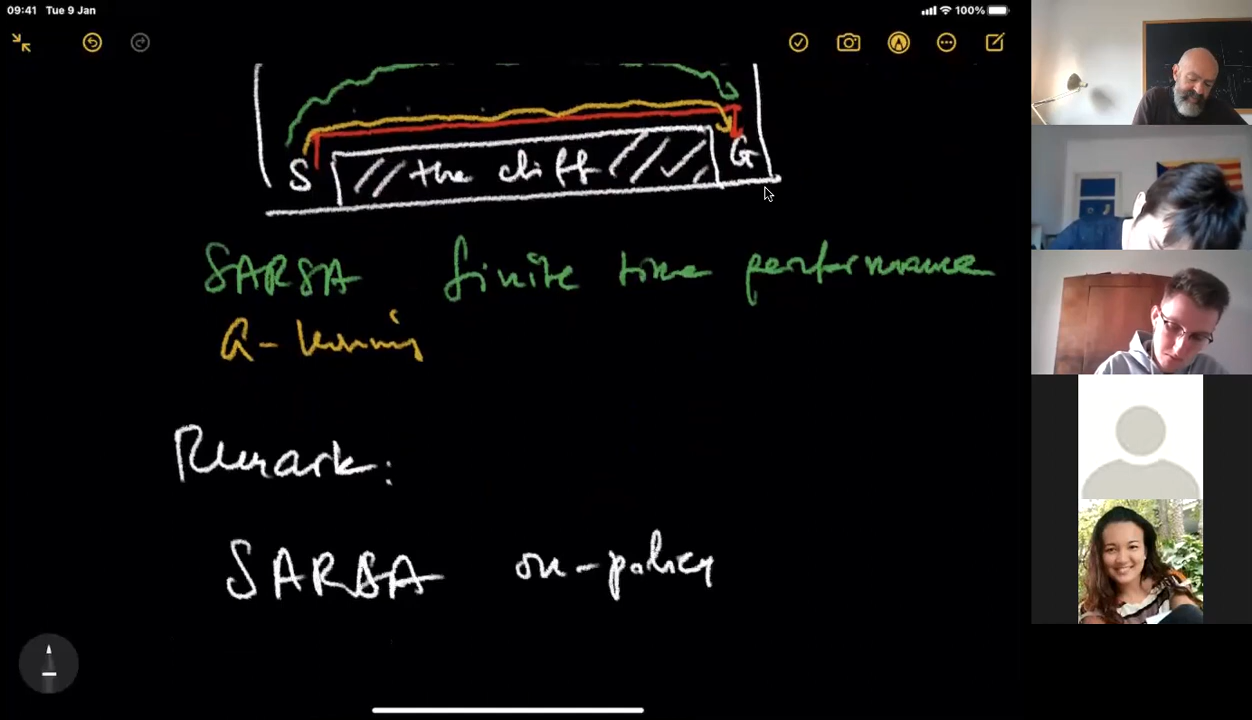 09:41 Tue 9 Jan
100%
S the cliff G
SARSA finite time performance
Q-learning
Remark:
SARSA on-policy